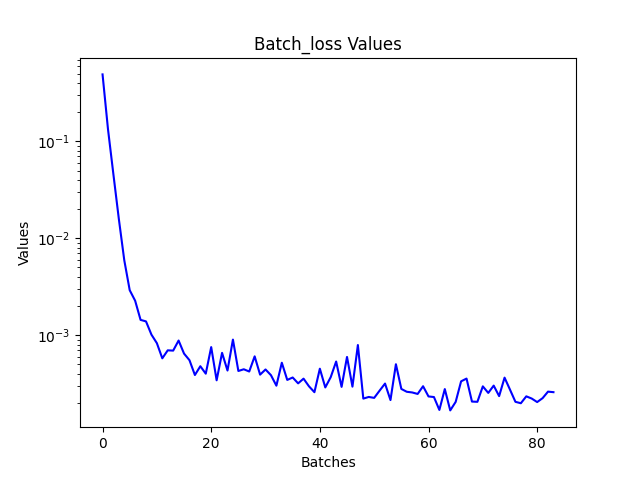 Batch_loss Values
Values
10⁻¹
10⁻²
10⁻³
0 20 40 60 80
Batches